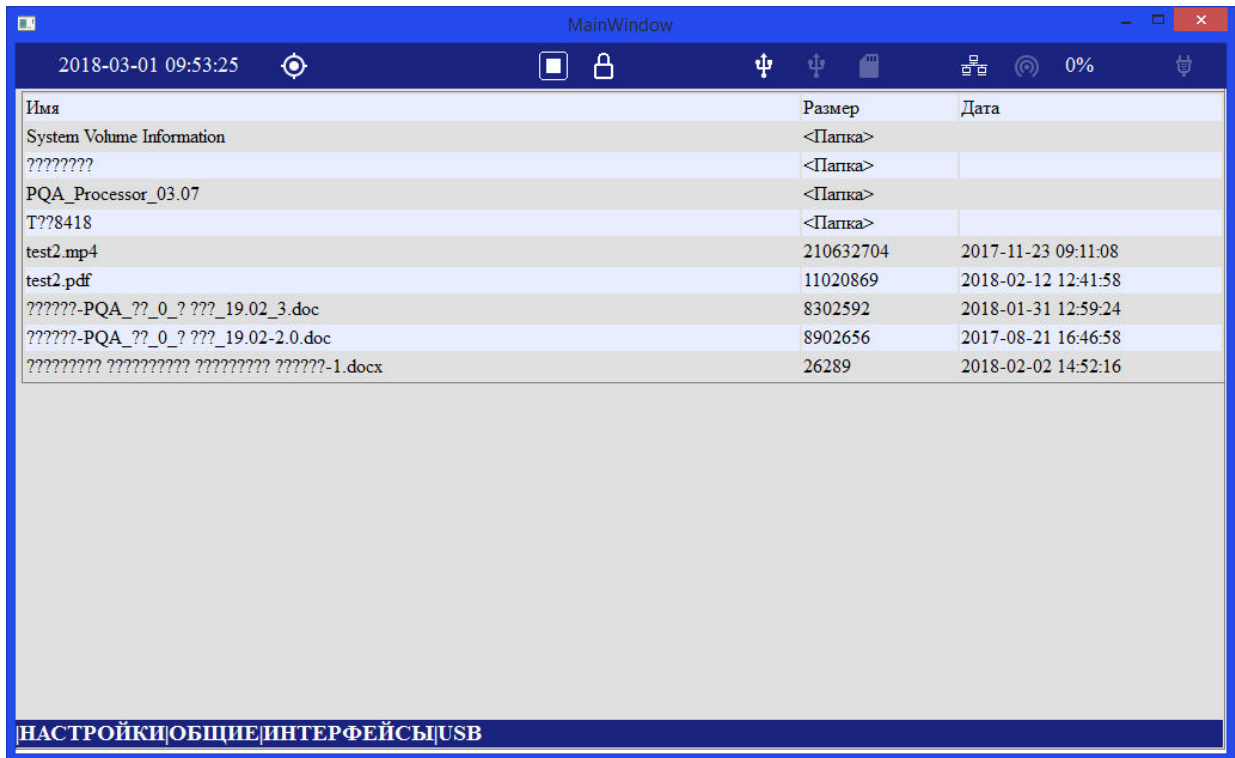 MainWindow
2018-03-01 09:53:25 0%
Имя Размер Дата
System Volume Information <Папка>
???????? <Папка>
PQA_Processor_03.07 <Папка>
T??8418 <Папка>
test2.mp4 210632704 2017-11-23 09:11:08
test2.pdf 11020869 2018-02-12 12:41:58
??????-PQA_??_0_? ???_19.02_3.doc 8302592 2018-01-31 12:59:24
??????-PQA_??_0_? ???_19.02-2.0.doc 8902656 2017-08-21 16:46:58
????????? ?????????? ????????? ??????-1.docx 26289 2018-02-02 14:52:16
|НАСТРОЙКИ|ОБЩИЕ|ИНТЕРФЕЙСЫ|USB